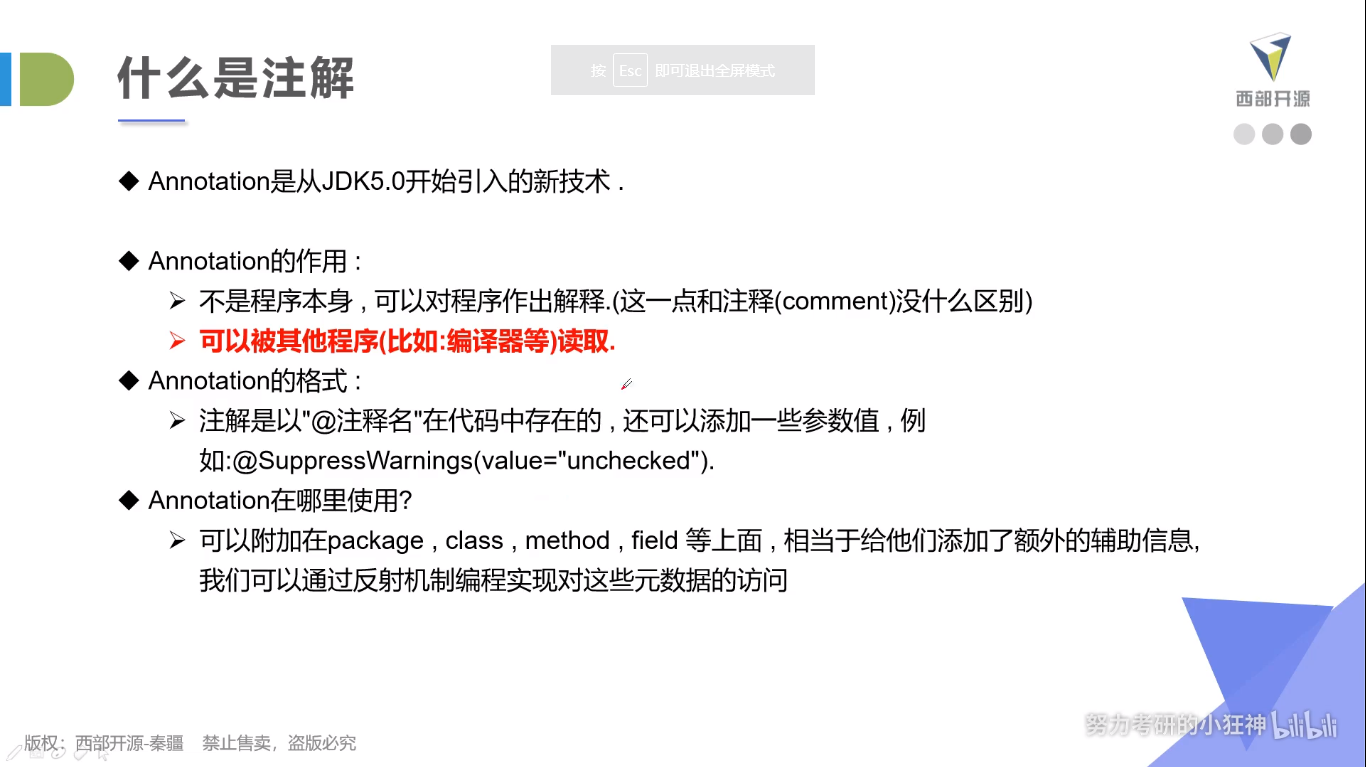 什么是注解
按 Esc 即可退出全屏模式
西部开源
Annotation是从JDK5.0开始引入的新技术 .
Annotation的作用 :
不是程序本身 , 可以对程序作出解释.(这一点和注释(comment)没什么区别)
可以被其他程序(比如:编译器等)读取.
Annotation的格式 :
注解是以"@注释名"在代码中存在的 , 还可以添加一些参数值 , 例
如:@SuppressWarnings(value="unchecked").
Annotation在哪里使用?
可以附加在package , class , method , field 等上面 , 相当于给他们添加了额外的辅助信息,
我们可以通过反射机制编程实现对这些元数据的访问
努力考研的小狂神 bilibili
版权：西部开源-秦疆 禁止售卖，盗版必究